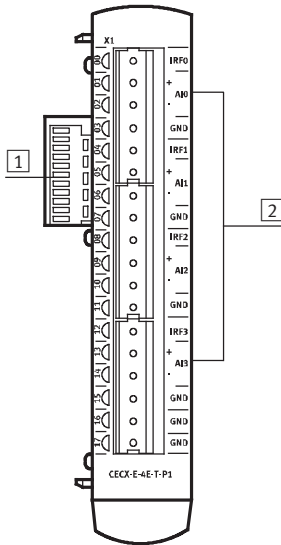 X1
00 IRF0
01 +
AI0
02 -
03 GND
04 IRF1
05 +
AI1
06 -
07 GND
08 IRF2
09 +
AI2
10 -
11 GND
12 IRF3
13 +
AI3
14 -
15 GND
16 GND
17 GND
CECX-E-4E-T-P1
1
2